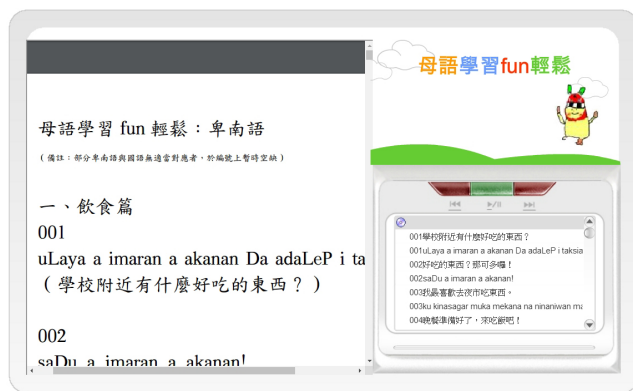 母語學習 fun 輕鬆：卑南語
（備註：部分卑南語與國語無適當對應者，於編號上暫時空缺）
一、飲食篇
001
uLaya a imaran a akanan Da adaLeP i ta
（學校附近有什麼好吃的東西？）
002
saDu a imaran a akanan!
母語學習fun輕鬆
001學校附近有什麼好吃的東西？
001uLaya a imaran a akanan Da adaLeP i taksia
002好吃的東西？那可多囉！
002saDu a imaran a akanan!
003我最喜歡去夜市吃東西。
003ku kinasagar muka mekana na ninaniwan ma
004晚餐準備好了，來吃飯吧！